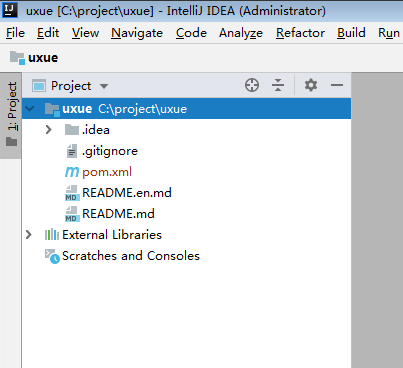 uxue [C:\project\uxue] - IntelliJ IDEA (Administrator)
File Edit View Navigate Code Analyze Refactor Build Run
uxue
1: Project
Project
uxue C:\project\uxue
.idea
.gitignore
pom.xml
README.en.md
README.md
External Libraries
Scratches and Consoles